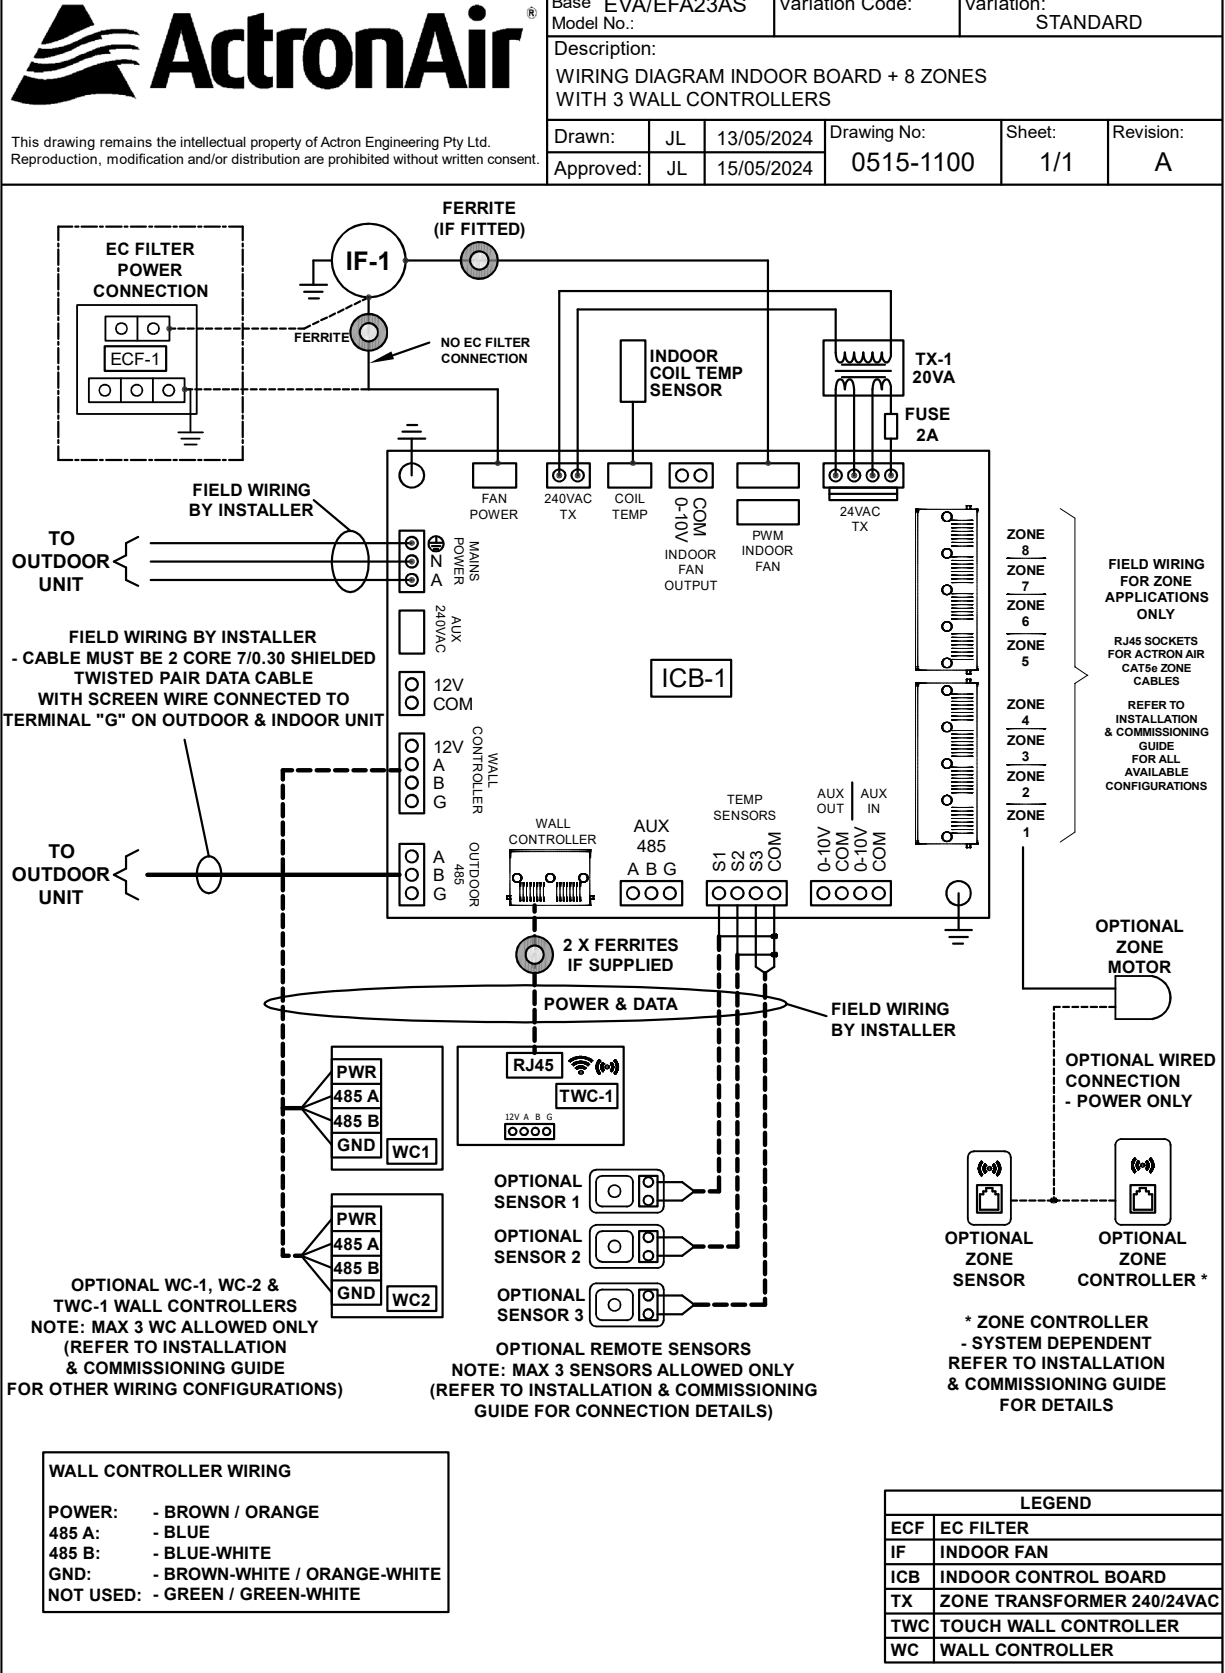 ActronAir®
This drawing remains the intellectual property of Actron Engineering Pty Ltd.
Reproduction, modification and/or distribution are prohibited without written consent.
Base EVA/EFA23AS
Model No.:
Variation Code:
Variation:
STANDARD
Description:
WIRING DIAGRAM INDOOR BOARD + 8 ZONES
WITH 3 WALL CONTROLLERS
Drawn: JL 13/05/2024
Approved: JL 15/05/2024
Drawing No:
0515-1100
Sheet:
1/1
Revision:
A
EC FILTER
POWER
CONNECTION
ECF-1
IF-1
FERRITE
(IF FITTED)
FERRITE
NO EC FILTER
CONNECTION
INDOOR
COIL TEMP
SENSOR
TX-1
20VA
FUSE
2A
FAN
POWER
240VAC
TX
COIL
TEMP
0-10V
COM
INDOOR
FAN
OUTPUT
PWM
INDOOR
FAN
24VAC
TX
FIELD WIRING
BY INSTALLER
TO
OUTDOOR
UNIT
N
A
MAINS
POWER
AUX
240VAC
12V
COM
12V
A
B
G
WALL
CONTROLLER
A
B
G
OUTDOOR
485
FIELD WIRING BY INSTALLER
- CABLE MUST BE 2 CORE 7/0.30 SHIELDED
TWISTED PAIR DATA CABLE
WITH SCREEN WIRE CONNECTED TO
TERMINAL "G" ON OUTDOOR & INDOOR UNIT
TO
OUTDOOR
UNIT
ICB-1
ZONE
8
ZONE
7
ZONE
6
ZONE
5
ZONE
4
ZONE
3
ZONE
2
ZONE
1
FIELD WIRING
FOR ZONE
APPLICATIONS
ONLY
RJ45 SOCKETS
FOR ACTRON AIR
CAT5e ZONE
CABLES
REFER TO
INSTALLATION
& COMMISSIONING
GUIDE
FOR ALL
AVAILABLE
CONFIGURATIONS
WALL
CONTROLLER
AUX
485
A B G
TEMP
SENSORS
S1
S2
S3
COM
AUX
OUT
AUX
IN
0-10V
COM
0-10V
COM
2 X FERRITES
IF SUPPLIED
POWER & DATA
FIELD WIRING
BY INSTALLER
OPTIONAL
ZONE
MOTOR
OPTIONAL WIRED
CONNECTION
- POWER ONLY
PWR
485 A
485 B
GND
WC1
RJ45
TWC-1
12V A B G
PWR
485 A
485 B
GND
WC2
OPTIONAL
SENSOR 1
OPTIONAL
SENSOR 2
OPTIONAL
SENSOR 3
OPTIONAL
ZONE
SENSOR
OPTIONAL
ZONE
CONTROLLER *
OPTIONAL WC-1, WC-2 &
TWC-1 WALL CONTROLLERS
NOTE: MAX 3 WC ALLOWED ONLY
(REFER TO INSTALLATION
& COMMISSIONING GUIDE
FOR OTHER WIRING CONFIGURATIONS)
OPTIONAL REMOTE SENSORS
NOTE: MAX 3 SENSORS ALLOWED ONLY
(REFER TO INSTALLATION & COMMISSIONING
GUIDE FOR CONNECTION DETAILS)
* ZONE CONTROLLER
- SYSTEM DEPENDENT
REFER TO INSTALLATION
& COMMISSIONING GUIDE
FOR DETAILS
WALL CONTROLLER WIRING
POWER: - BROWN / ORANGE
485 A: - BLUE
485 B: - BLUE-WHITE
GND: - BROWN-WHITE / ORANGE-WHITE
NOT USED: - GREEN / GREEN-WHITE
LEGEND
ECF EC FILTER
IF INDOOR FAN
ICB INDOOR CONTROL BOARD
TX ZONE TRANSFORMER 240/24VAC
TWC TOUCH WALL CONTROLLER
WC WALL CONTROLLER